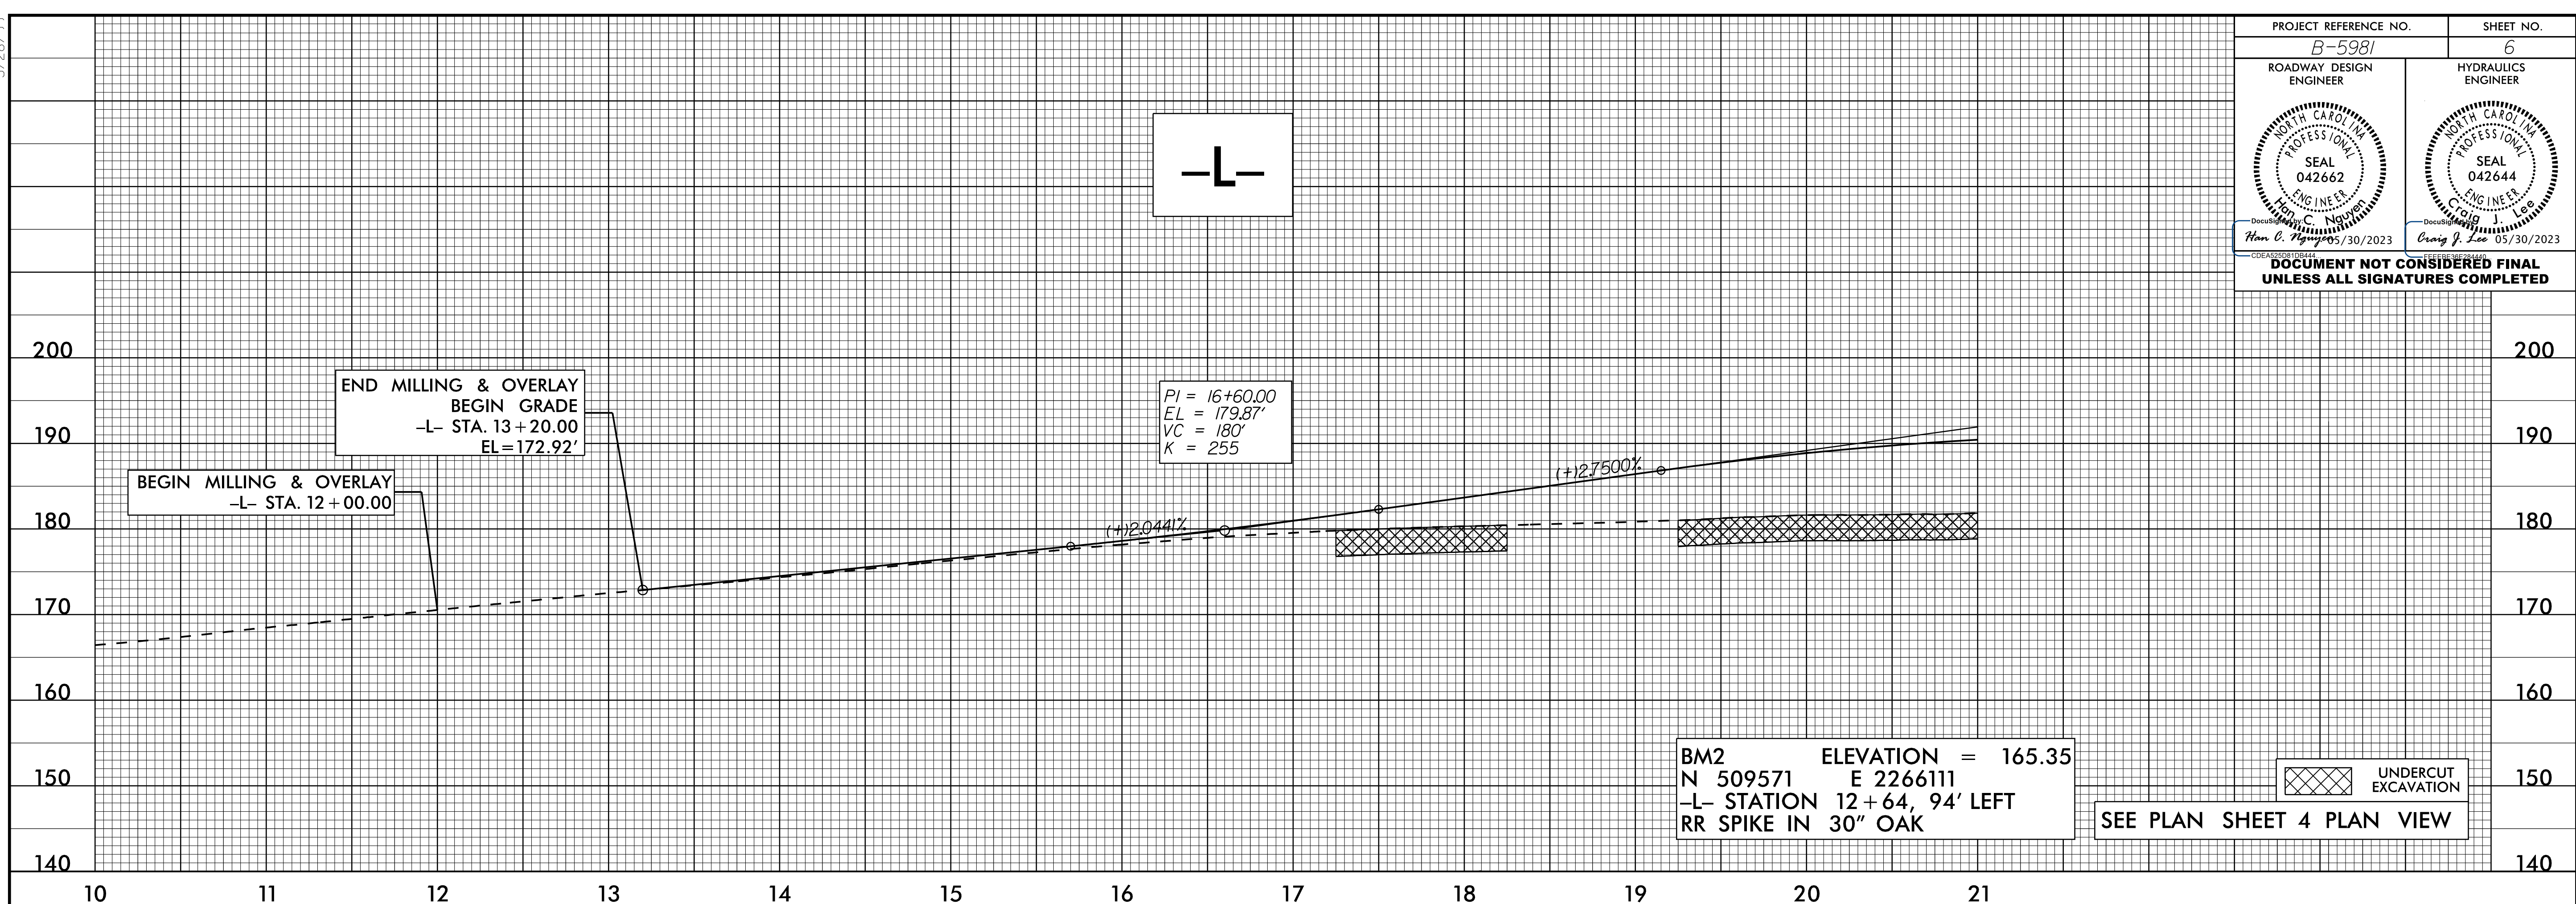 PROJECT REFERENCE NO. SHEET NO.
B-5981 6
ROADWAY DESIGN
ENGINEER
HYDRAULICS
ENGINEER
NORTH CAROLINA
PROFESSIONAL
SEAL
042662
ENGINEER
Han C. Nguyen
NORTH CAROLINA
PROFESSIONAL
SEAL
042644
ENGINEER
Craig J. Lee
DocuSigned by:
Han C. Nguyen 05/30/2023
CDEA525D81DB444...
DocuSigned by:
Craig J. Lee 05/30/2023
DOCUMENT NOT CONSIDERED FINAL
UNLESS ALL SIGNATURES COMPLETED
–L–
200 200
END MILLING & OVERLAY
BEGIN GRADE
–L– STA. 13+20.00
EL=172.92'
PI = 16+60.00
EL = 179.87'
VC = 180'
K = 255
190 190
(+)2.7500%
BEGIN MILLING & OVERLAY
–L– STA. 12+00.00
180 180
(+)2.0441%
170 170
160 160
BM2 ELEVATION = 165.35
N 509571 E 2266111
–L– STATION 12+64, 94' LEFT
RR SPIKE IN 30" OAK
150 150
UNDERCUT
EXCAVATION
SEE PLAN SHEET 4 PLAN VIEW
140 140
10 11 12 13 14 15 16 17 18 19 20 21